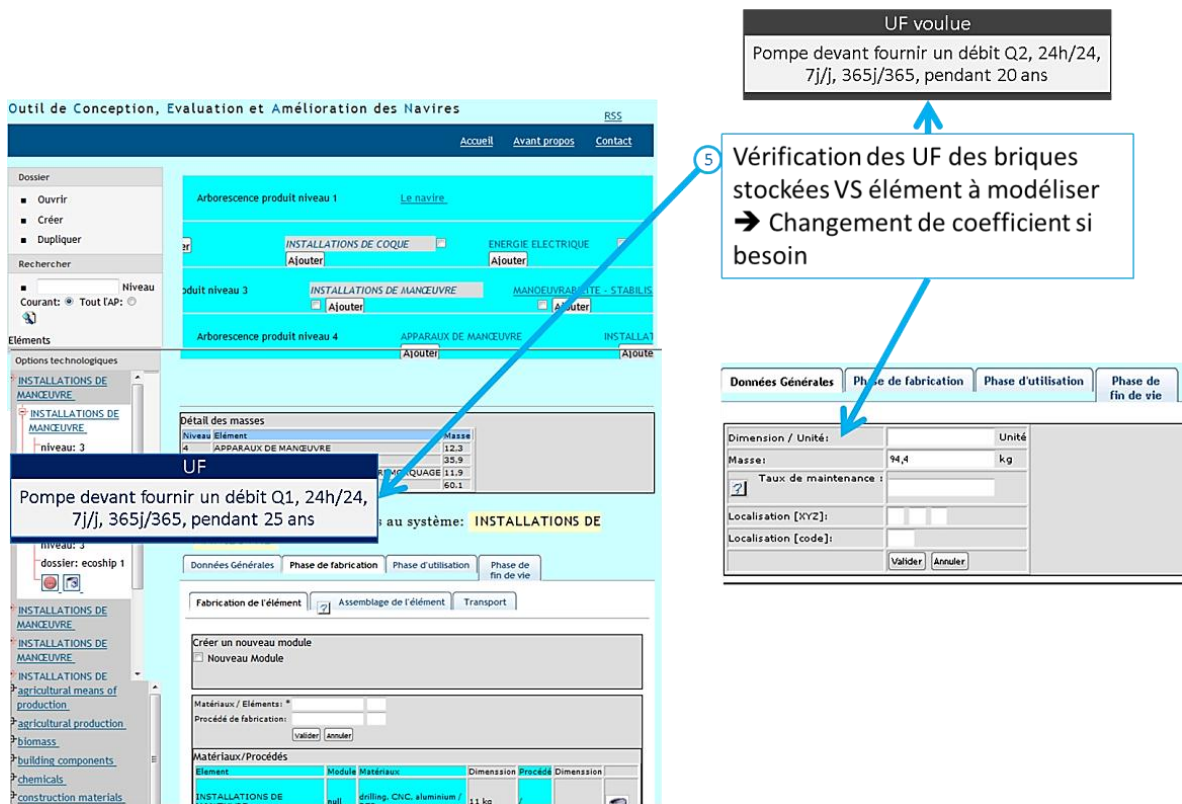 UF voulue
Pompe devant fournir un débit Q2, 24h/24,
7j/j, 365j/365, pendant 20 ans
5
Vérification des UF des briques
stockées VS élément à modéliser
➔ Changement de coefficient si
besoin
Outil de Conception, Evaluation et Amélioration des Navires
RSS
Accueil Avant propos Contact
Dossier
Ouvrir
Créer
Dupliquer
Rechercher
Niveau
Courant: Tout l'AP:
Eléments
Options technologiques
INSTALLATIONS DE
MANŒUVRE
INSTALLATIONS DE
MANŒUVRE
niveau: 3
UF
Pompe devant fournir un débit Q1, 24h/24,
7j/j, 365j/365, pendant 25 ans
niveau: 3
dossier: ecoship 1
INSTALLATIONS DE
MANŒUVRE
INSTALLATIONS DE
MANŒUVRE
INSTALLATIONS DE
agricultural means of
production
agricultural production
biomass
building components
chemicals
construction materials
Arborescence produit niveau 1 Le navire
er INSTALLATIONS DE COQUE ENERGIE ELECTRIQUE
Ajouter Ajouter
oduit niveau 3 INSTALLATIONS DE MANŒUVRE MANOEUVRABILITE - STABILIS
Ajouter Ajouter
Arborescence produit niveau 4 APPARAUX DE MANŒUVRE INSTALLAT
Ajouter Ajoute
Détail des masses
Niveau Elément Masse
4 APPARAUX DE MANŒUVRE 12.3
35.9
REMORQUAGE 11.9
60.1
s au système: INSTALLATIONS DE
Données Générales Phase de fabrication Phase d'utilisation Phase de
fin de vie
Fabrication de l'élément ? Assemblage de l'élément Transport
Créer un nouveau module
Nouveau Module
Matériaux / Eléments: *
Procédé de fabrication:
Valider Annuler
Matériaux/Procédés
Element Module Matériaux Dimenssion Procédé Dimenssion
INSTALLATIONS DE null drilling, CNC, aluminium / 11 kg /
Données Générales Phase de fabrication Phase d'utilisation Phase de
fin de vie
Dimension / Unité: Unité
Masse: 94,4 kg
? Taux de maintenance :
Localisation [XYZ]:
Localisation [code]:
Valider Annuler